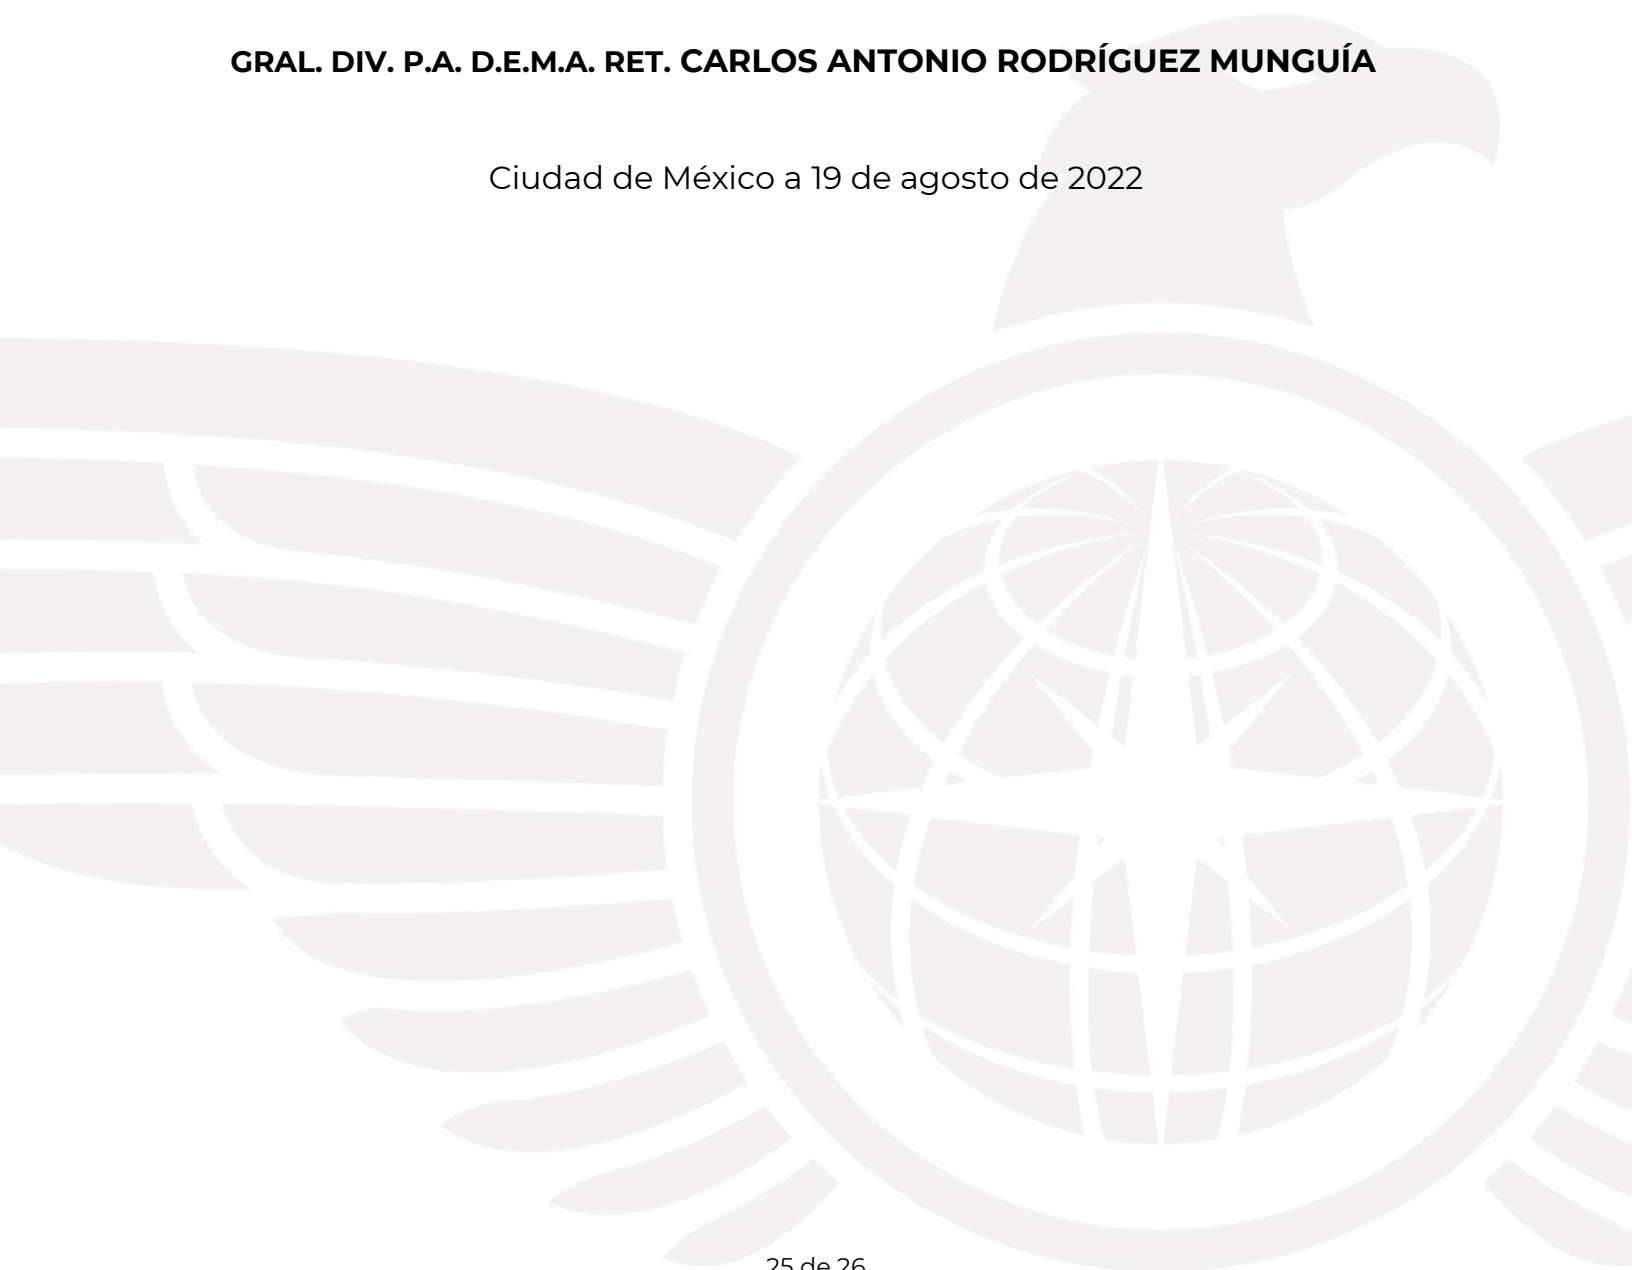 GRAL. DIV. P.A. D.E.M.A. RET. CARLOS ANTONIO RODRÍGUEZ MUNGUÍA
Ciudad de México a 19 de agosto de 2022
25 de 26